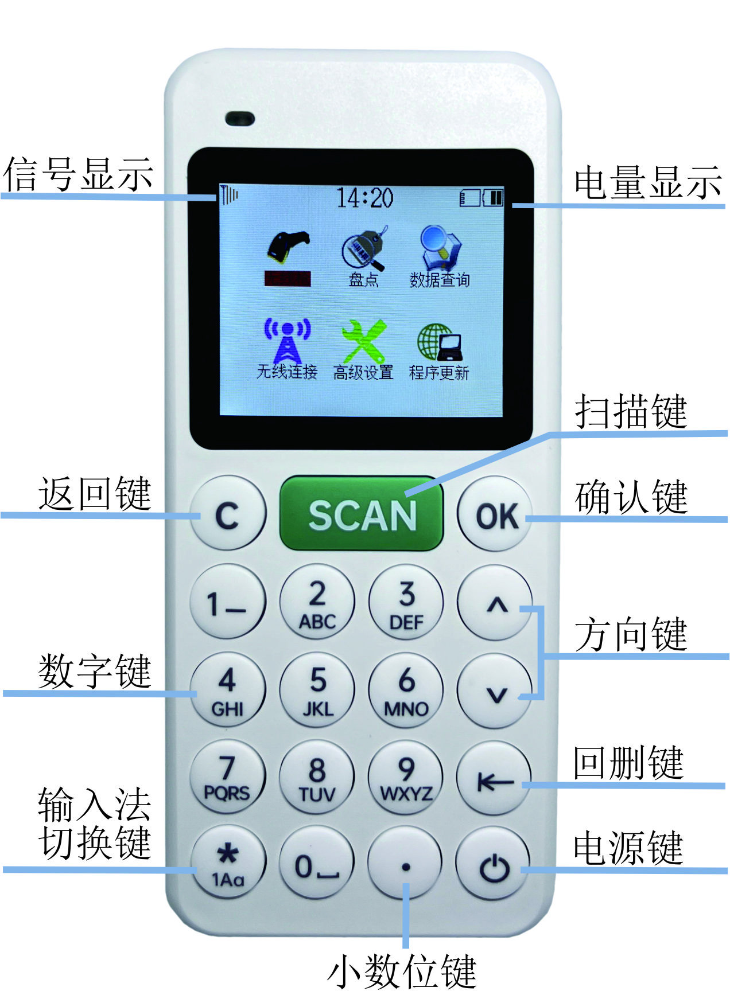 信号显示
电量显示
14:20
盘点
数据查询
无线连接
高级设置
程序更新
扫描键
返回键
确认键
C
SCAN
OK
1
2
ABC
3
DEF
方向键
数字键
4
GHI
5
JKL
6
MNO
回删键
7
PQRS
8
TUV
9
WXYZ
输入法
切换键
电源键
*
1Aa
0
.
小数位键